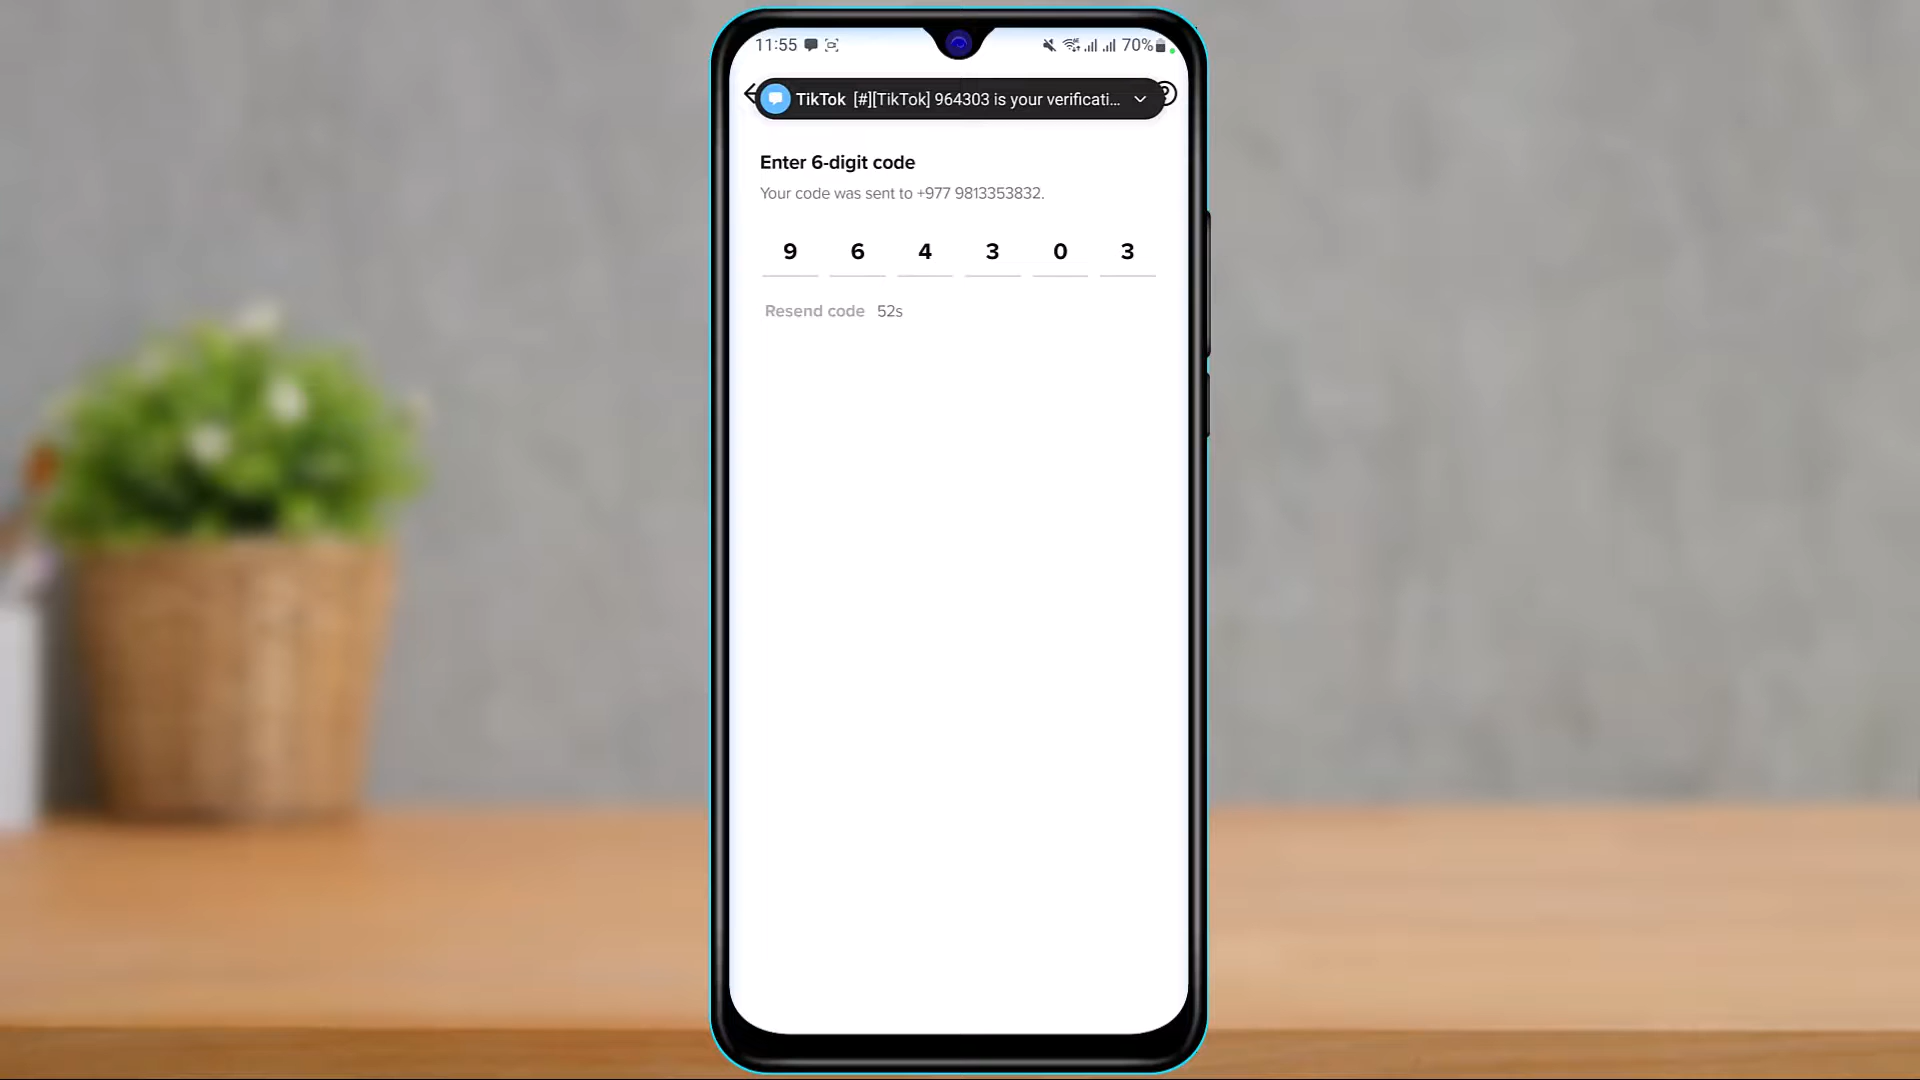 11:55
70%
TikTok [#][TikTok] 964303 is your verificati...
Enter 6-digit code
Your code was sent to +977 9813353832.
9 6 4 3 0 3
Resend code 52s